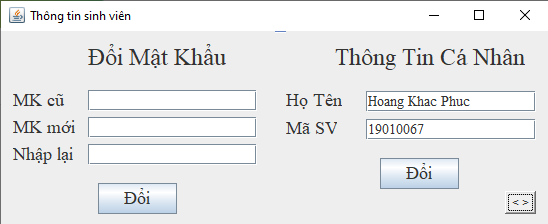 Thông tin sinh viên
Đổi Mật Khẩu
MK cũ
MK mới
Nhập lại
Đổi
Thông Tin Cá Nhân
Họ Tên Hoang Khac Phuc
Mã SV 19010067
Đổi
< >